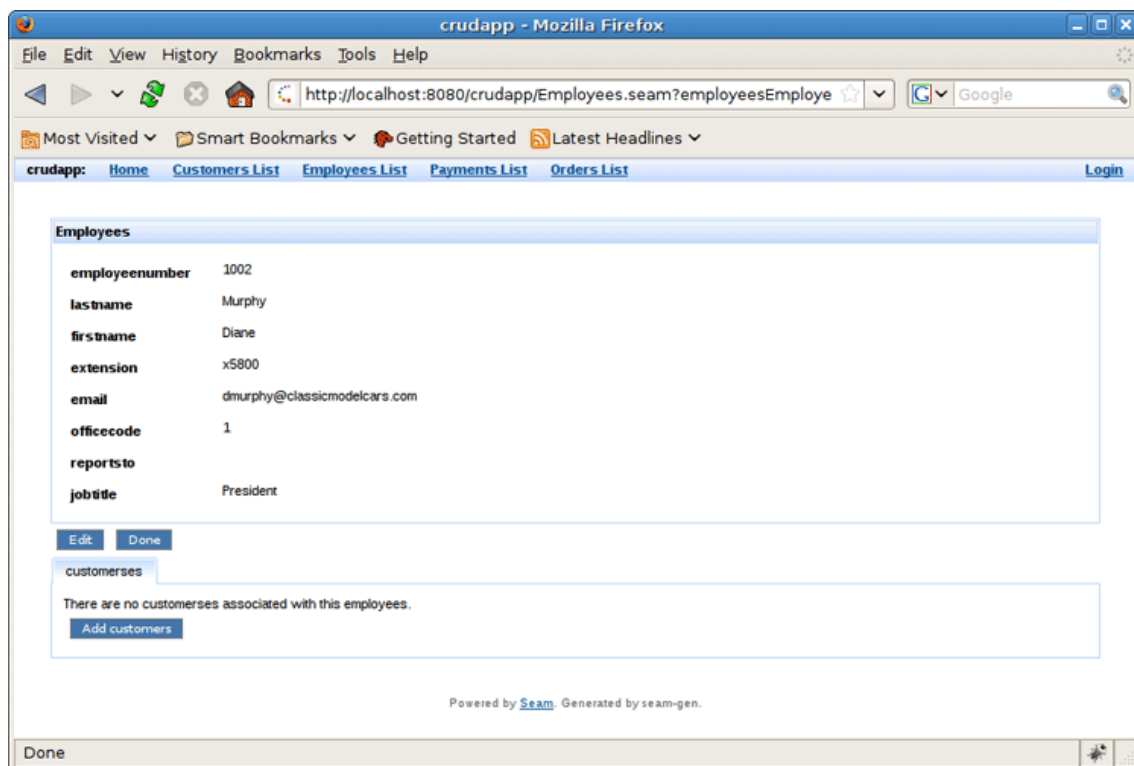 crudapp - Mozilla Firefox
File Edit View History Bookmarks Tools Help
http://localhost:8080/crudapp/Employees.seam?employeesEmploye
G Google
Most Visited Smart Bookmarks Getting Started Latest Headlines
crudapp: Home Customers List Employees List Payments List Orders List Login
Employees
employeenumber 1002
lastname Murphy
firstname Diane
extension x5800
email dmurphy@classicmodelcars.com
officecode 1
reportsto
jobtitle President
Edit Done
customerses
There are no customerses associated with this employees.
Add customers
Powered by Seam. Generated by seam-gen.
Done